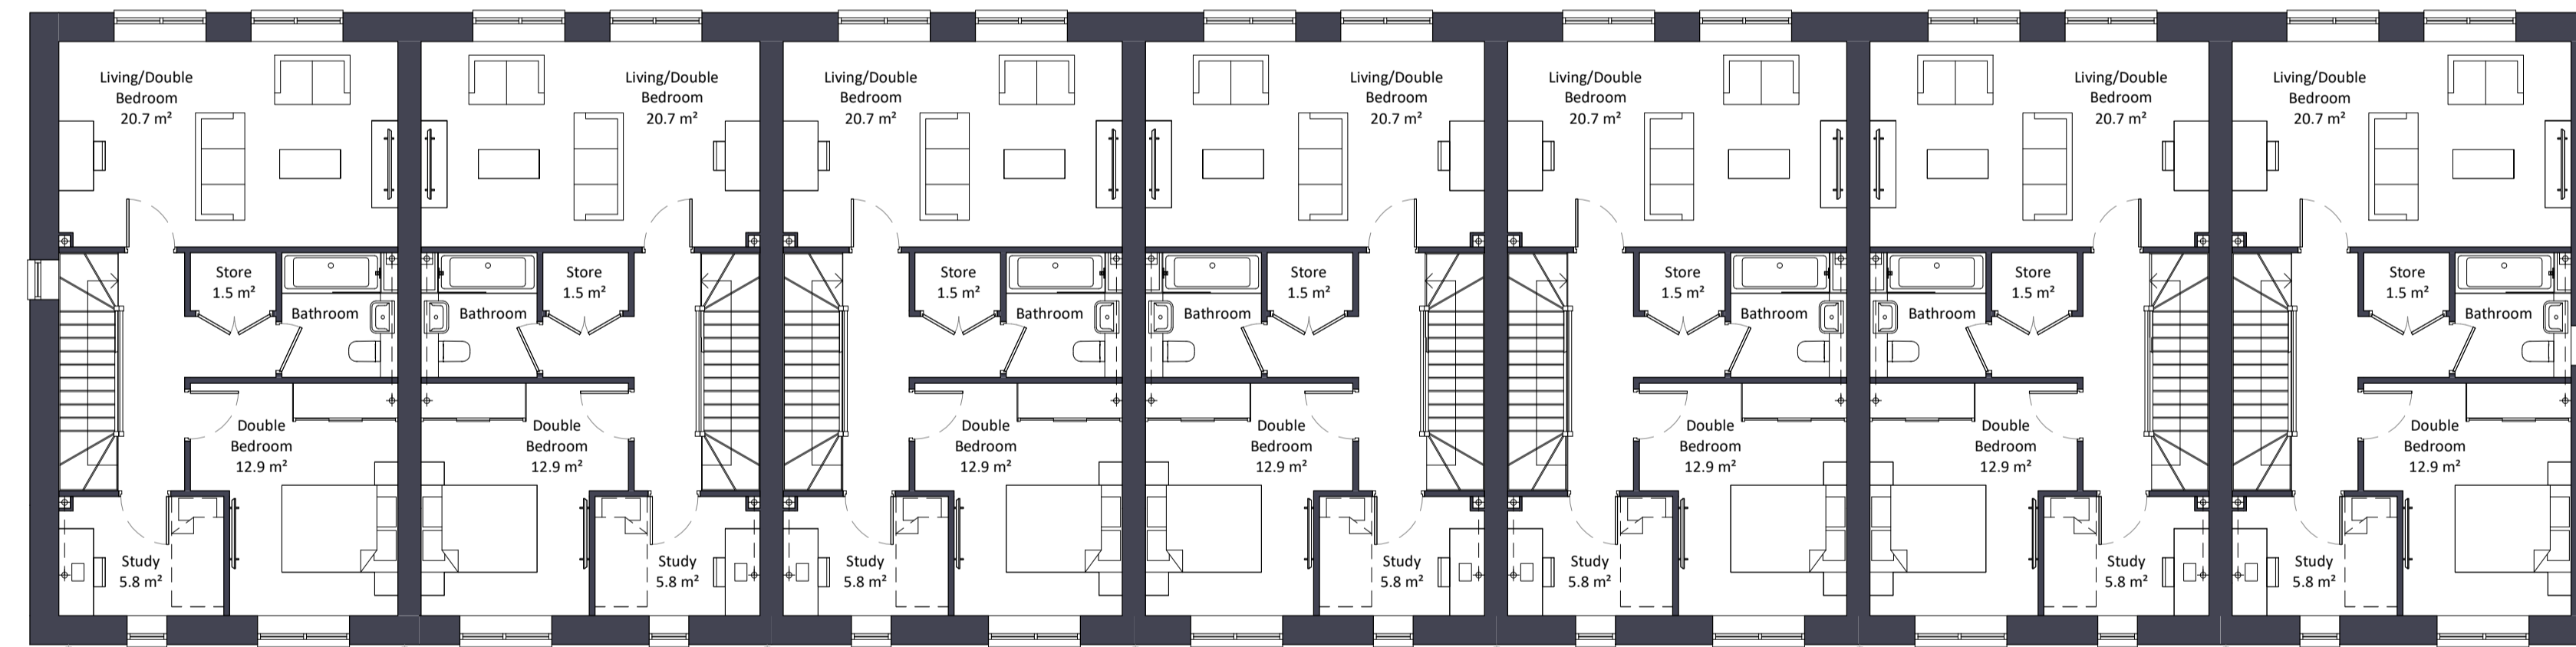 Living/Double
Bedroom
20.7 m²
Living/Double
Bedroom
20.7 m²
Living/Double
Bedroom
20.7 m²
Living/Double
Bedroom
20.7 m²
Living/Double
Bedroom
20.7 m²
Living/Double
Bedroom
20.7 m²
Living/Double
Bedroom
20.7 m²
Store
1.5 m²
Bathroom
Bathroom
Store
1.5 m²
Store
1.5 m²
Bathroom
Bathroom
Store
1.5 m²
Store
1.5 m²
Bathroom
Bathroom
Store
1.5 m²
Store
1.5 m²
Bathroom
Double
Bedroom
12.9 m²
Double
Bedroom
12.9 m²
Double
Bedroom
12.9 m²
Double
Bedroom
12.9 m²
Double
Bedroom
12.9 m²
Double
Bedroom
12.9 m²
Double
Bedroom
12.9 m²
Study
5.8 m²
Study
5.8 m²
Study
5.8 m²
Study
5.8 m²
Study
5.8 m²
Study
5.8 m²
Study
5.8 m²